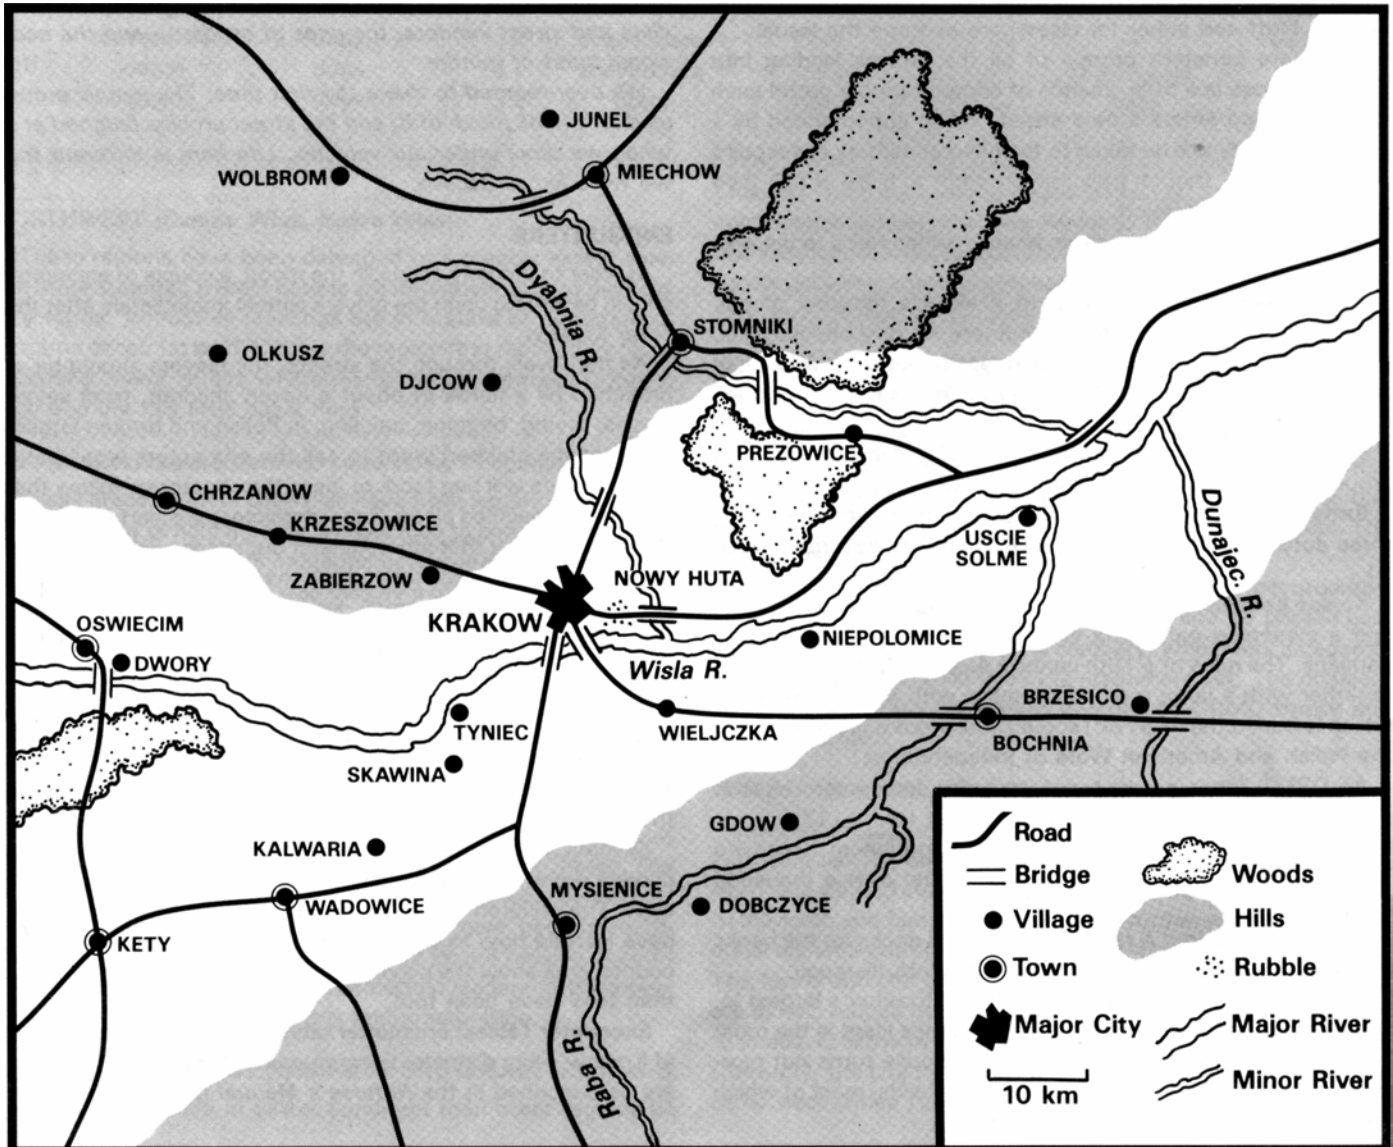 JUNEL
WOLBROM
MIECHOW
Dyabnia R.
STOMNIKI
OLKUSZ
DJCOW
PREZOWICE
CHRZANOW
KRZESZOWICE
USCIE
SOLME
Dunajec. R.
ZABIERZOW
NOWY HUTA
OSWIECIM
KRAKOW
NIEPOLOMICE
DWORY
Wisla R.
BRZESICO
TYNIEC
WIELJCZKA
BOCHNIA
SKAWINA
GDOW
KALWARIA
MYSIENICE
WADOWICE
DOBCZYCE
KETY
Raba R.
Road
Bridge
Woods
Village
Hills
Town
Rubble
Major City
Major River
10 km
Minor River